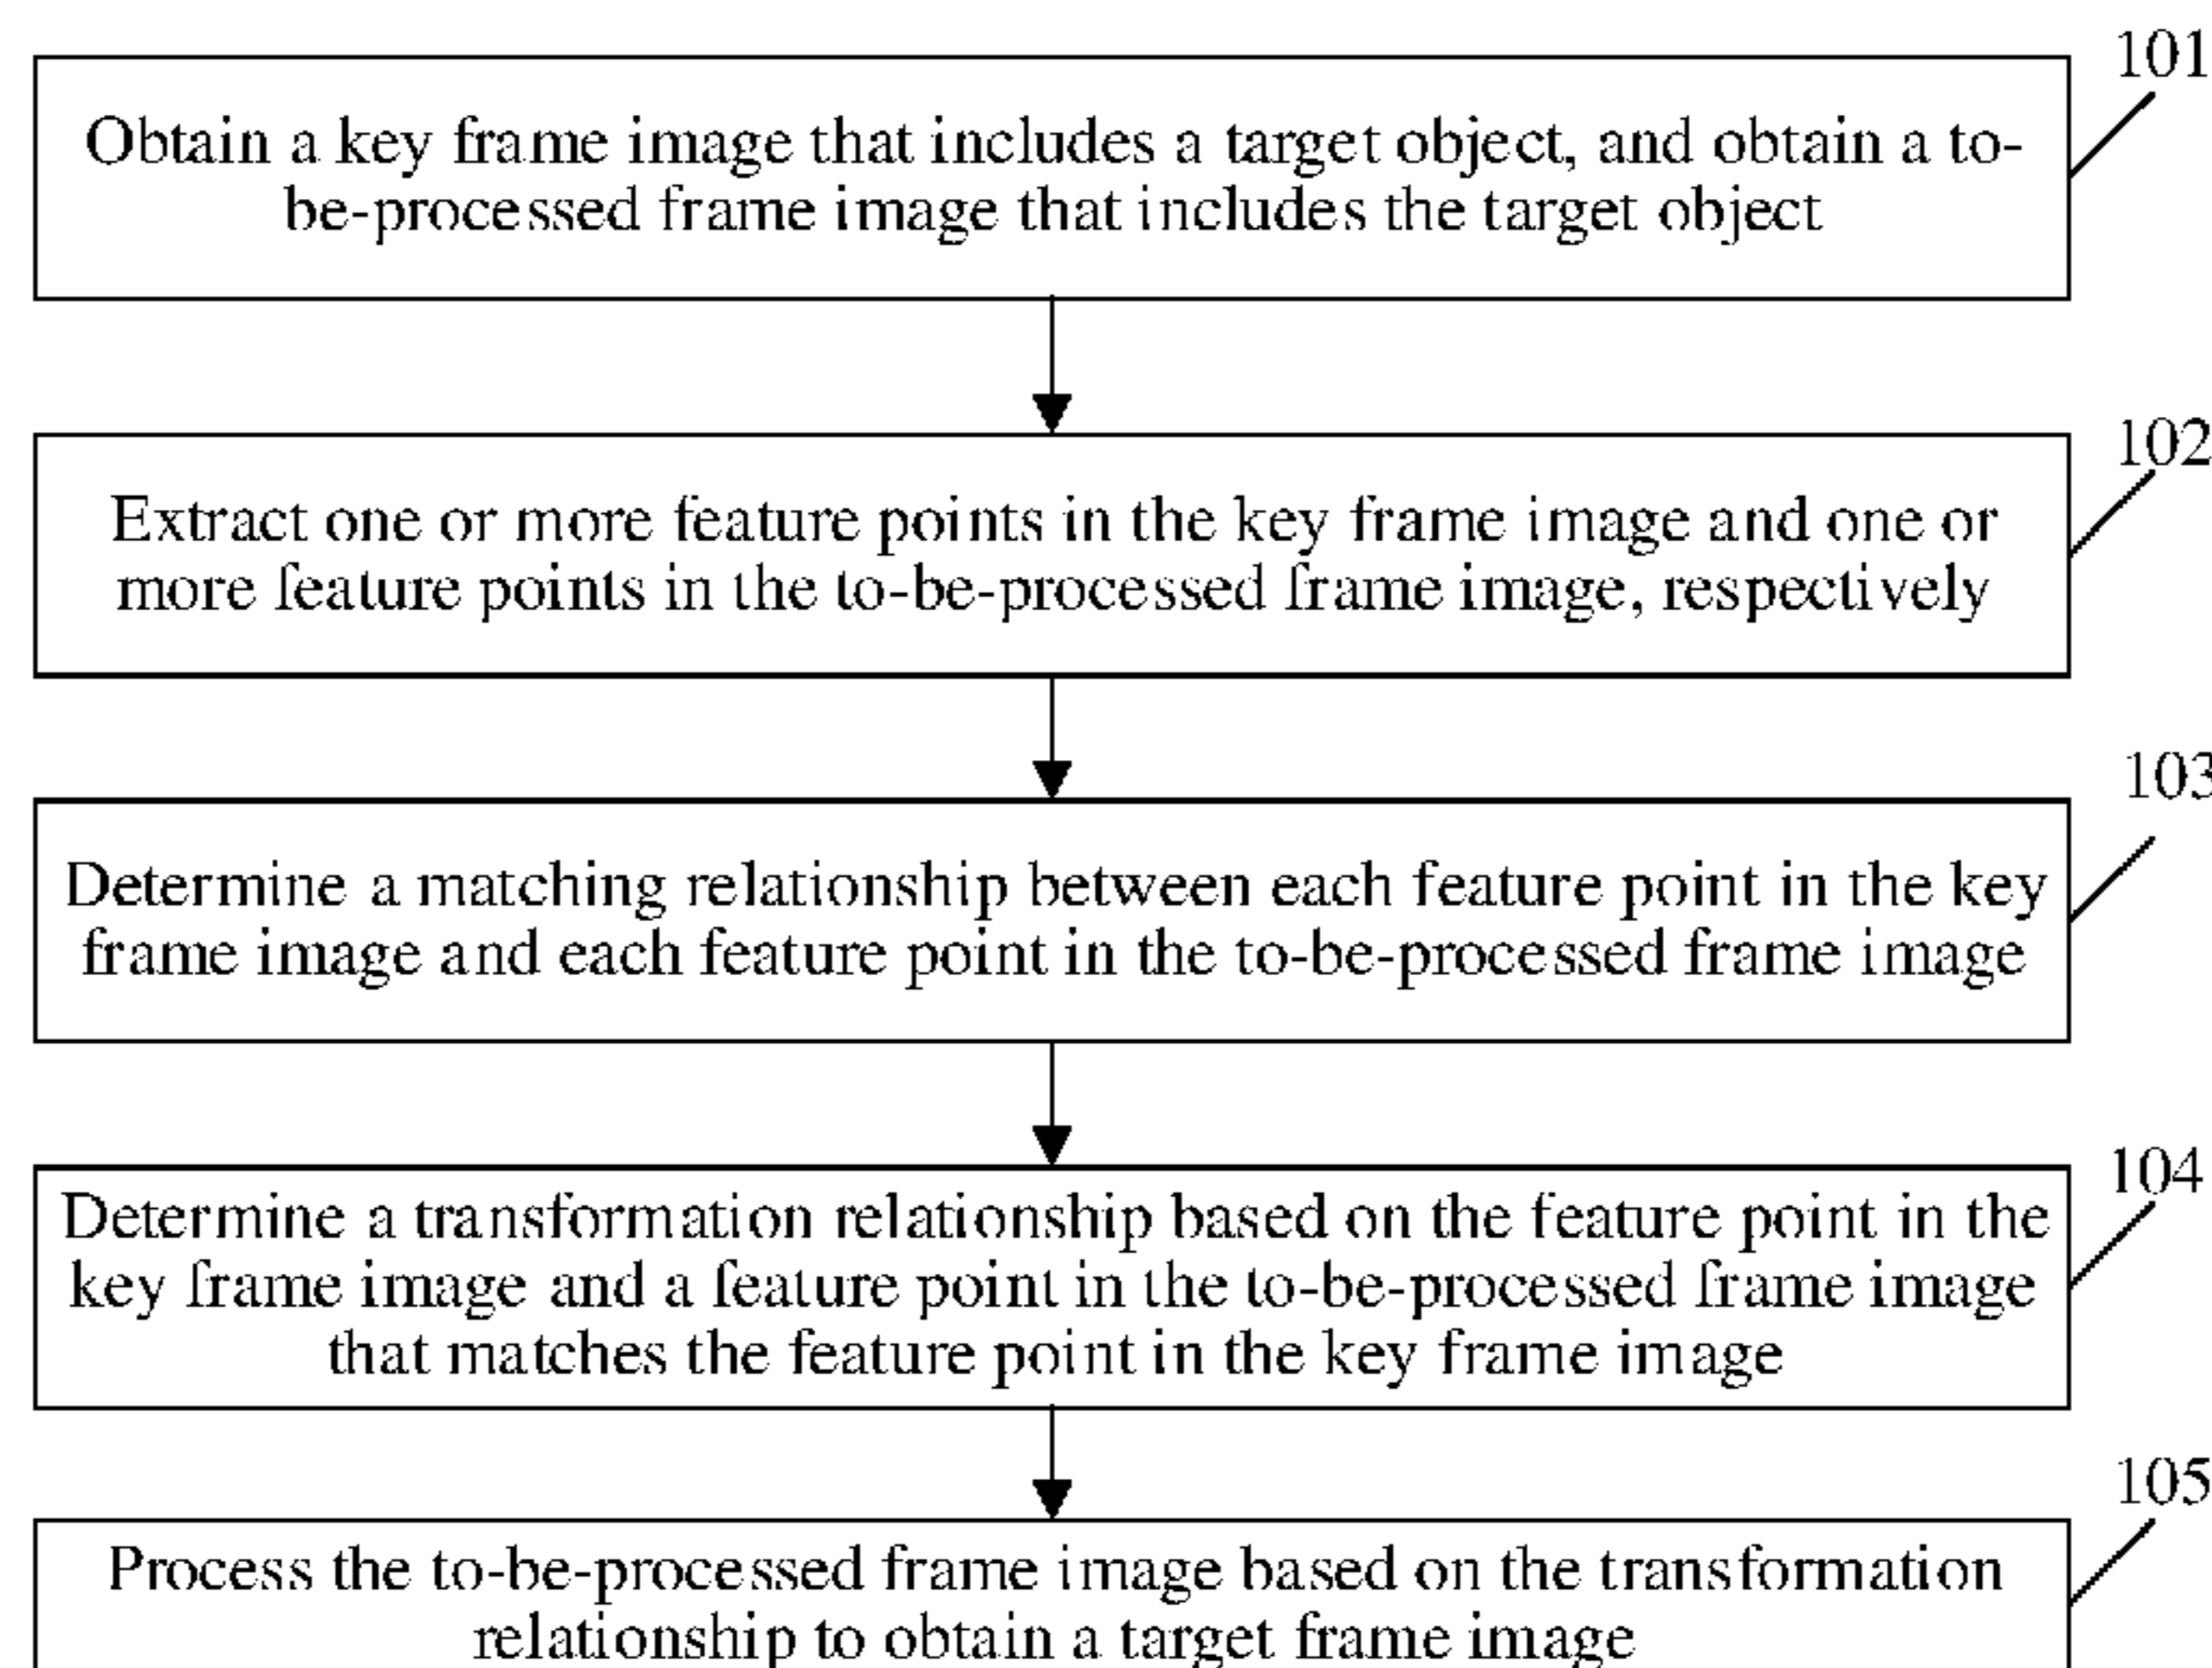 101
Obtain a key frame image that includes a target object, and obtain a to-
be-processed frame image that includes the target object
102
Extract one or more feature points in the key frame image and one or
more feature points in the to-be-processed frame image, respectively
103
Determine a matching relationship between each feature point in the key
frame image and each feature point in the to-be-processed frame image
104
Determine a transformation relationship based on the feature point in the
key frame image and a feature point in the to-be-processed frame image
that matches the feature point in the key frame image
105
Process the to-be-processed frame image based on the transformation
relationship to obtain a target frame image